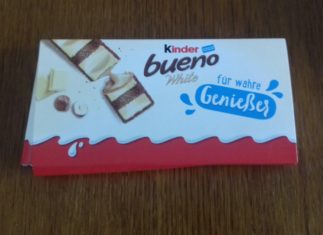 Kinder
bueno
White
für wahre
Genießer